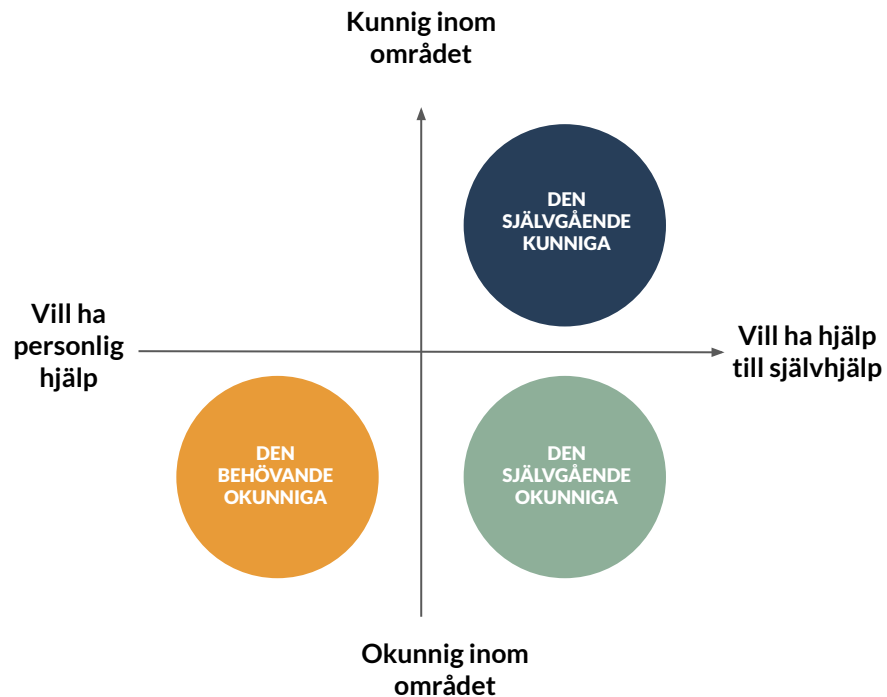 Kunnig inom
området
DEN
SJÄLVGÅENDE
KUNNIGA
Vill ha
personlig
hjälp
Vill ha hjälp
till självhjälp
DEN
BEHÖVANDE
OKUNNIGA
DEN
SJÄLVGÅENDE
OKUNNIGA
Okunnig inom
området